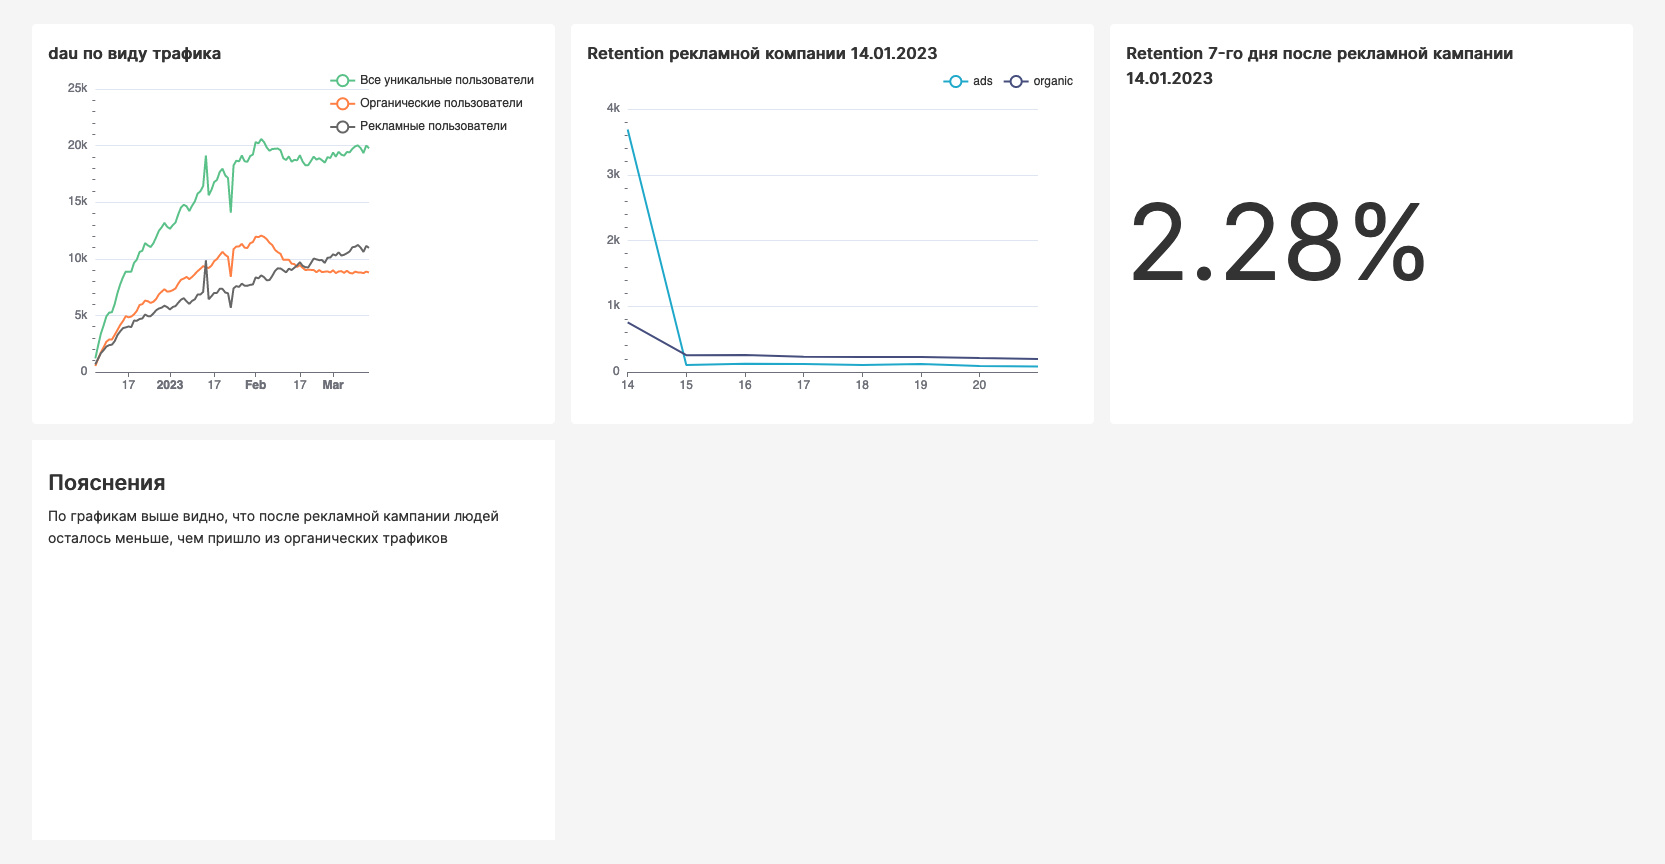 dau по виду трафика
Все уникальные пользователи
Органические пользователи
Рекламные пользователи
25k
20k
15k
10k
5k
0
17 2023 17 Feb 17 Mar
Retention рекламной компании 14.01.2023
ads organic
4k
3k
2k
1k
0
14 15 16 17 18 19 20
Retention 7-го дня после рекламной кампании
14.01.2023
2.28%
Пояснения
По графикам выше видно, что после рекламной кампании людей
осталось меньше, чем пришло из органических трафиков